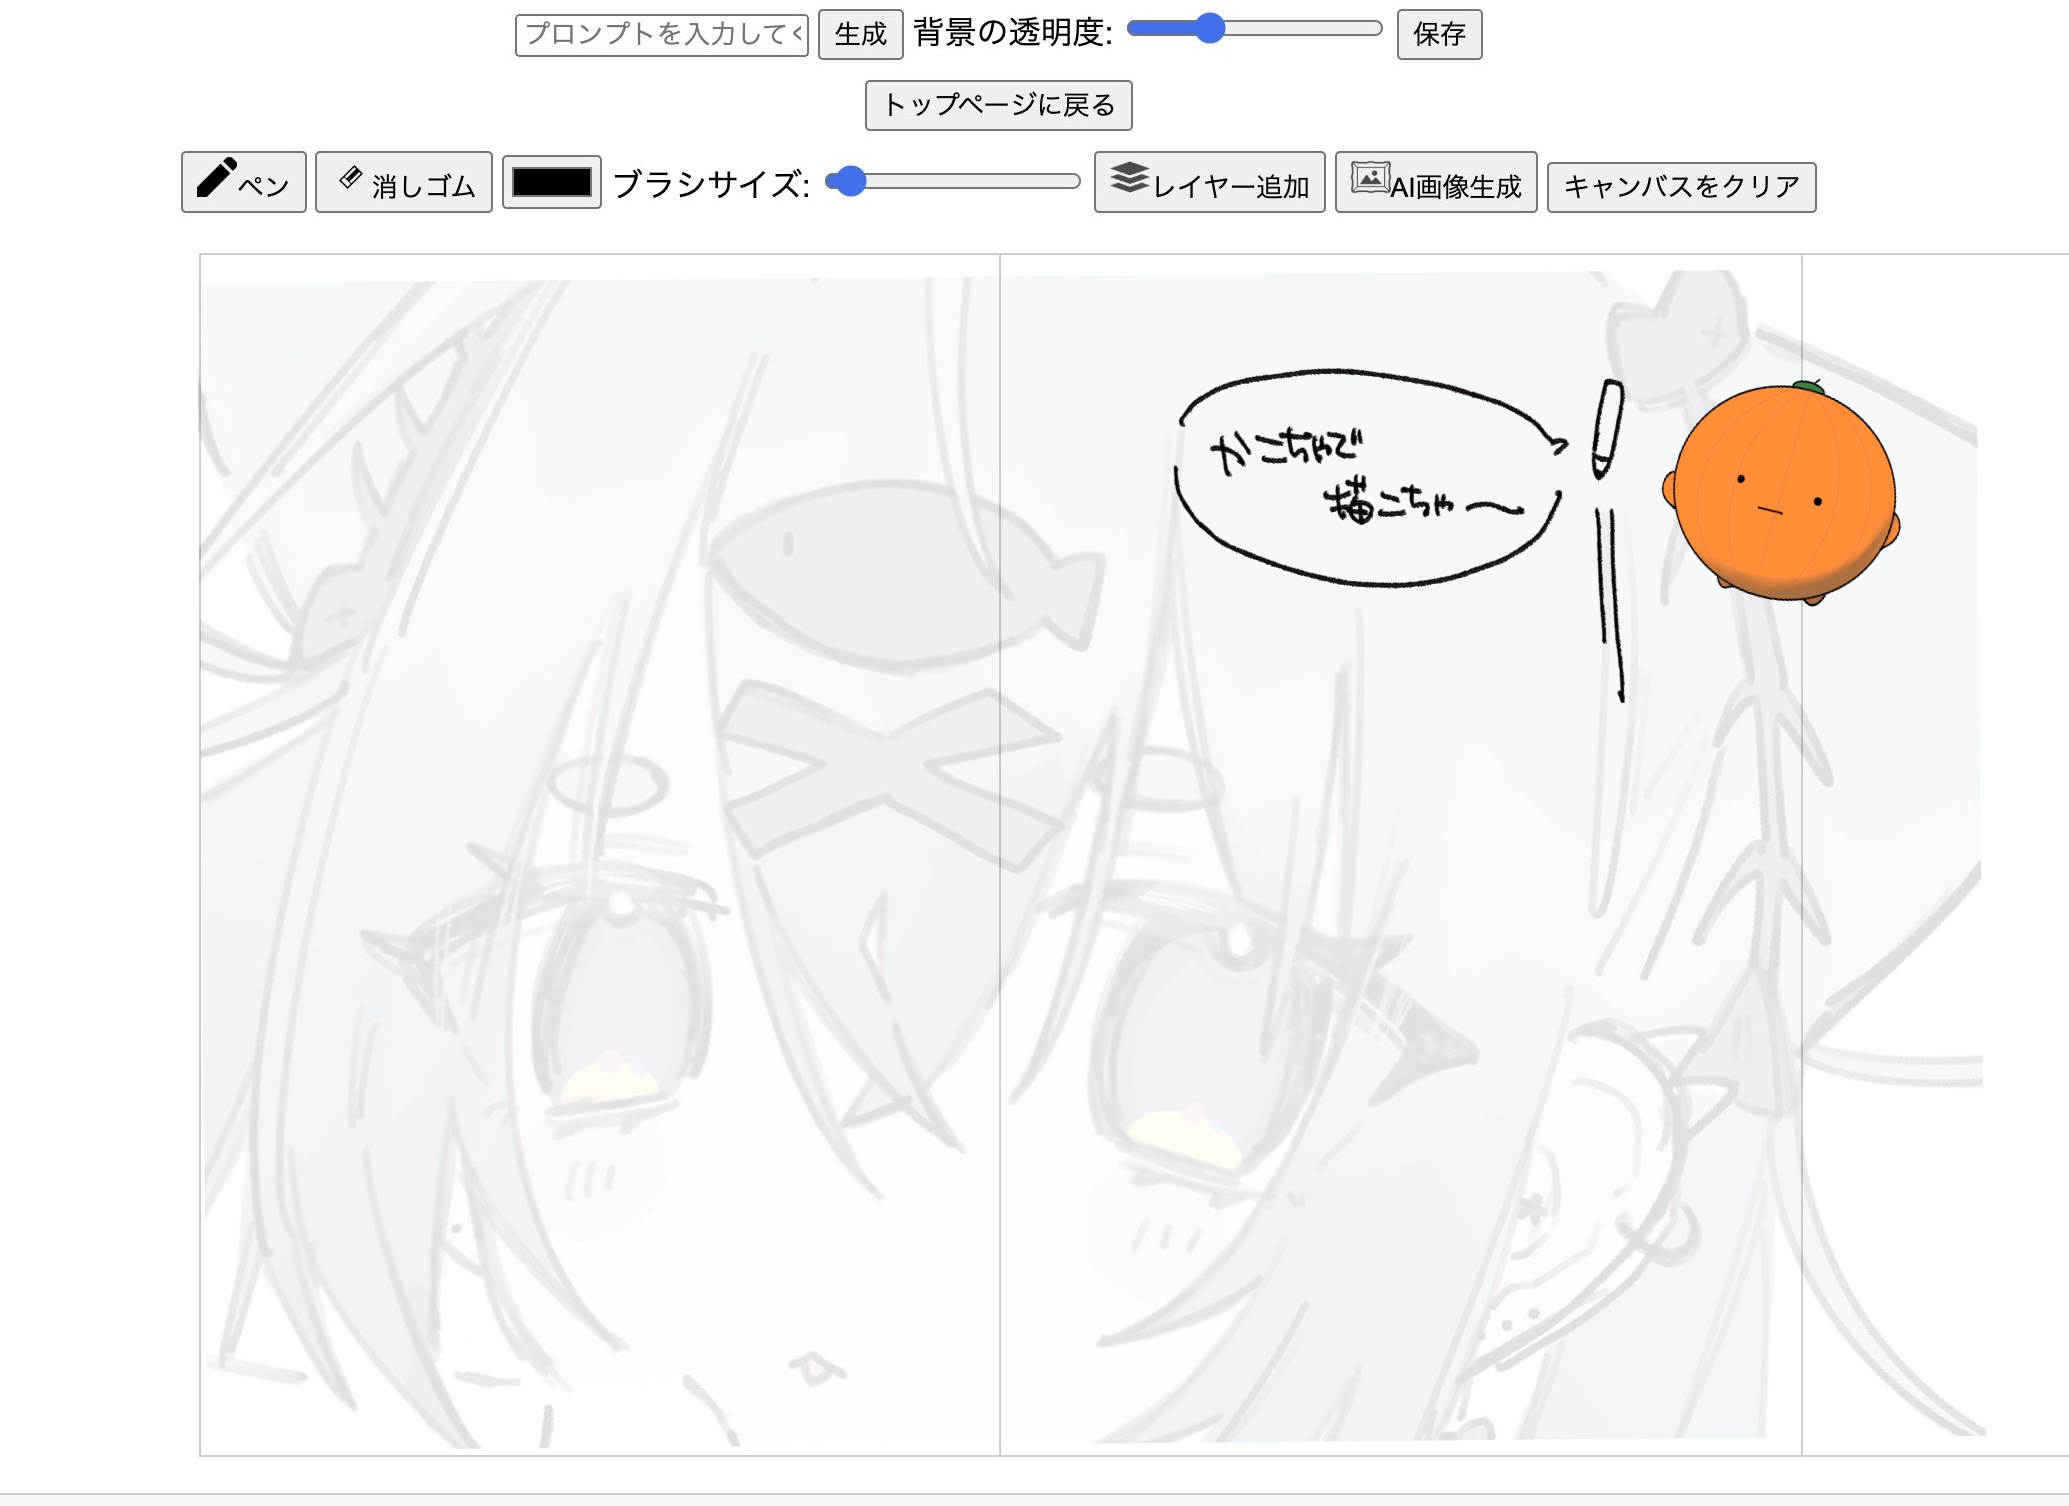 プロンプトを入力して
生成
背景の透明度:
保存
トップページに戻る
ペン
消しゴム
ブラシサイズ:
レイヤー追加
AI画像生成
キャンバスをクリア
かこちゃで
描こちゃ〜